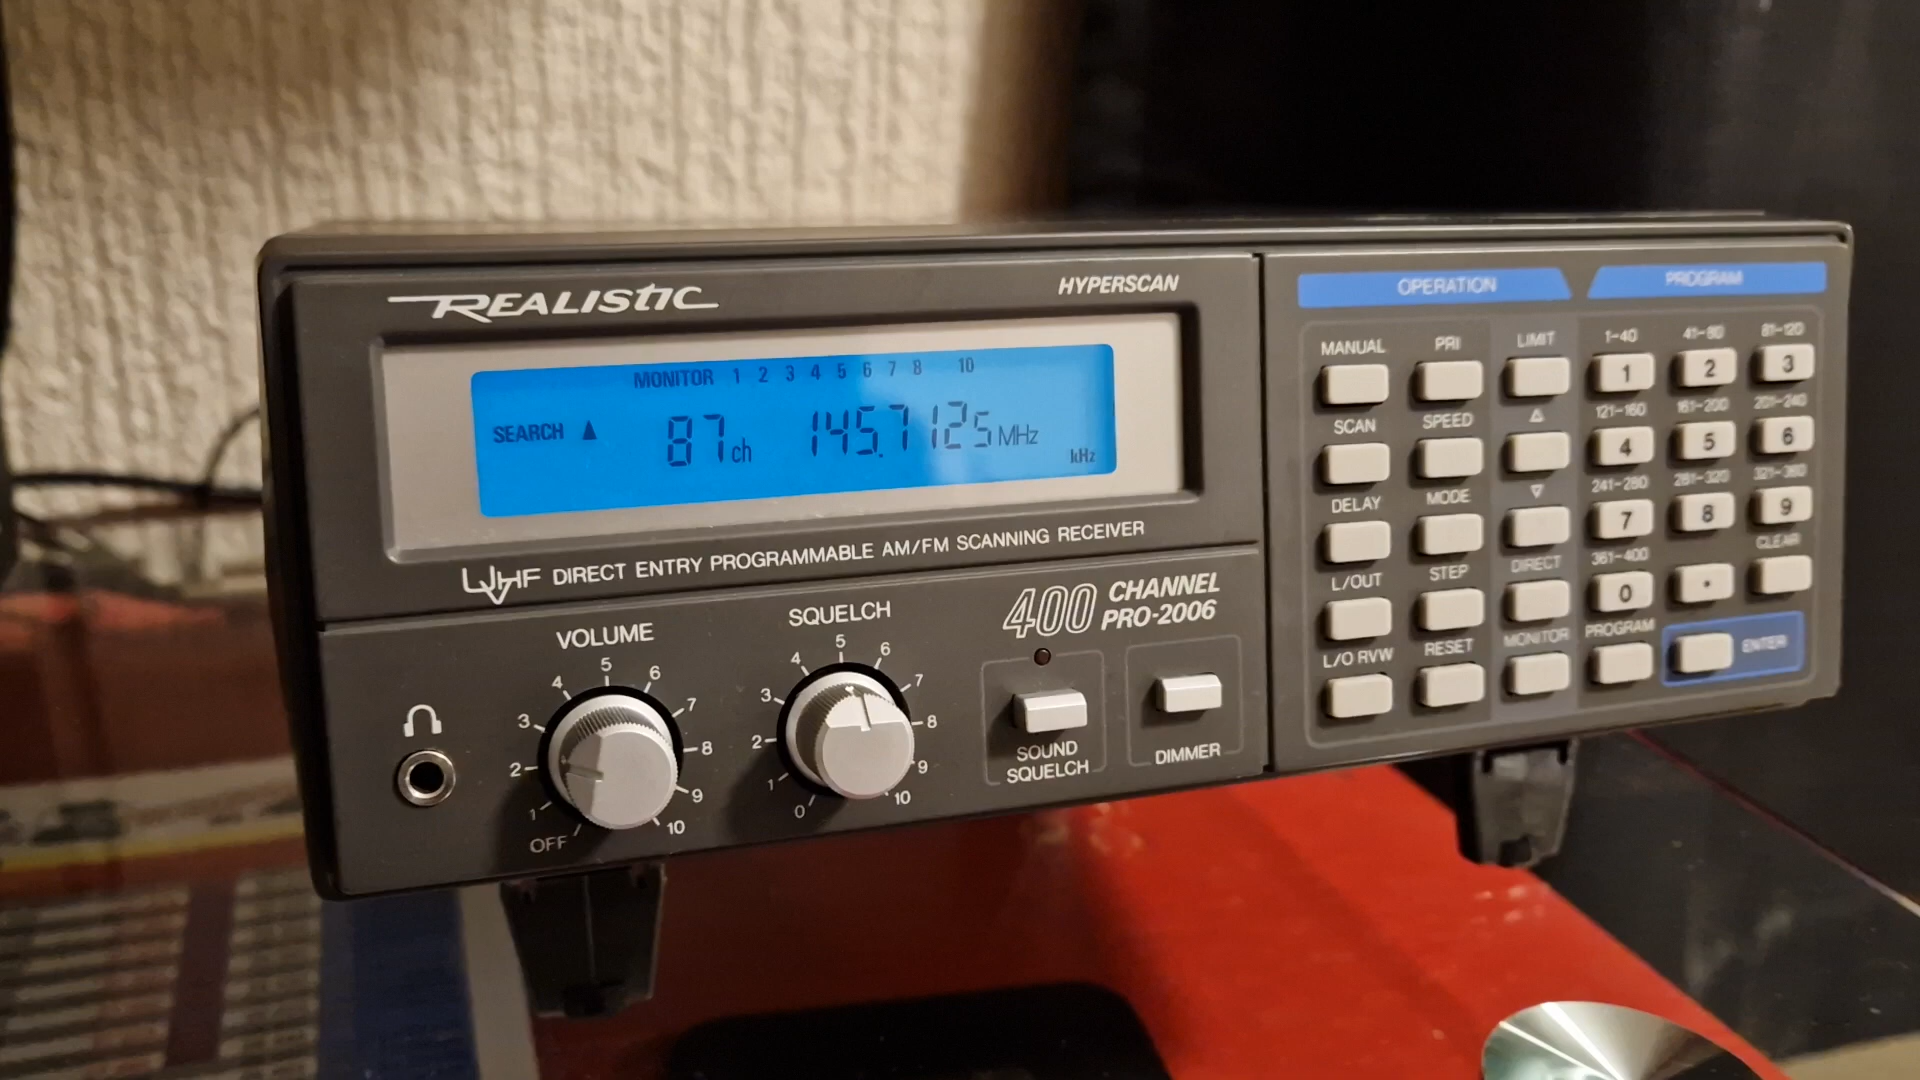 REALISTIC
HYPERSCAN
MONITOR 1 2 3 4 5 6 7 8 10
SEARCH ▲ 87ch 145.7125 MHz
kHz
UHF VHF DIRECT ENTRY PROGRAMMABLE AM/FM SCANNING RECEIVER
400 CHANNEL
PRO-2006
VOLUME
OFF 1 2 3 4 5 6 7 8 9 10
SQUELCH
0 1 2 3 4 5 6 7 8 9 10
SOUND
SQUELCH
DIMMER
OPERATION PROGRAM
MANUAL PRI LIMIT 1-40 41-80 81-120
1 2 3
SCAN SPEED △ 121-160 161-200 201-240
4 5 6
DELAY MODE ▽ 241-280 281-320 321-360
7 8 9
L/OUT STEP DIRECT 361-400 CLEAR
0 .
L/O RVW RESET MONITOR PROGRAM ENTER